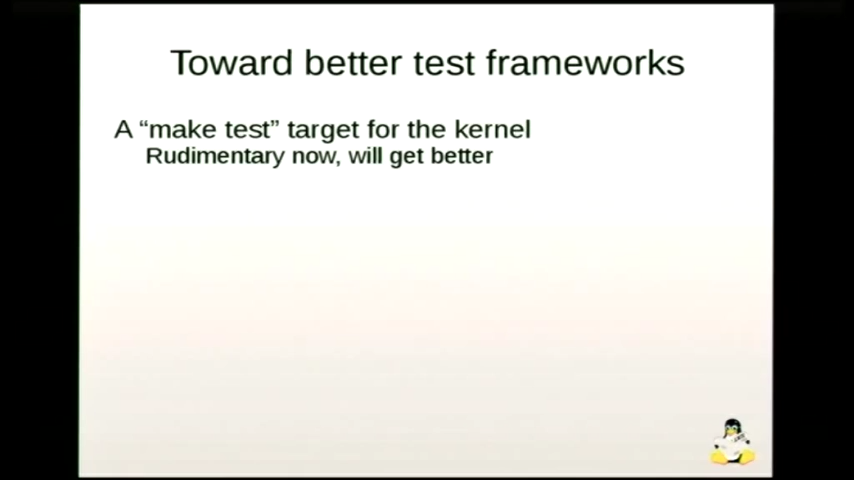 Toward better test frameworks
A “make test” target for the kernel
Rudimentary now, will get better